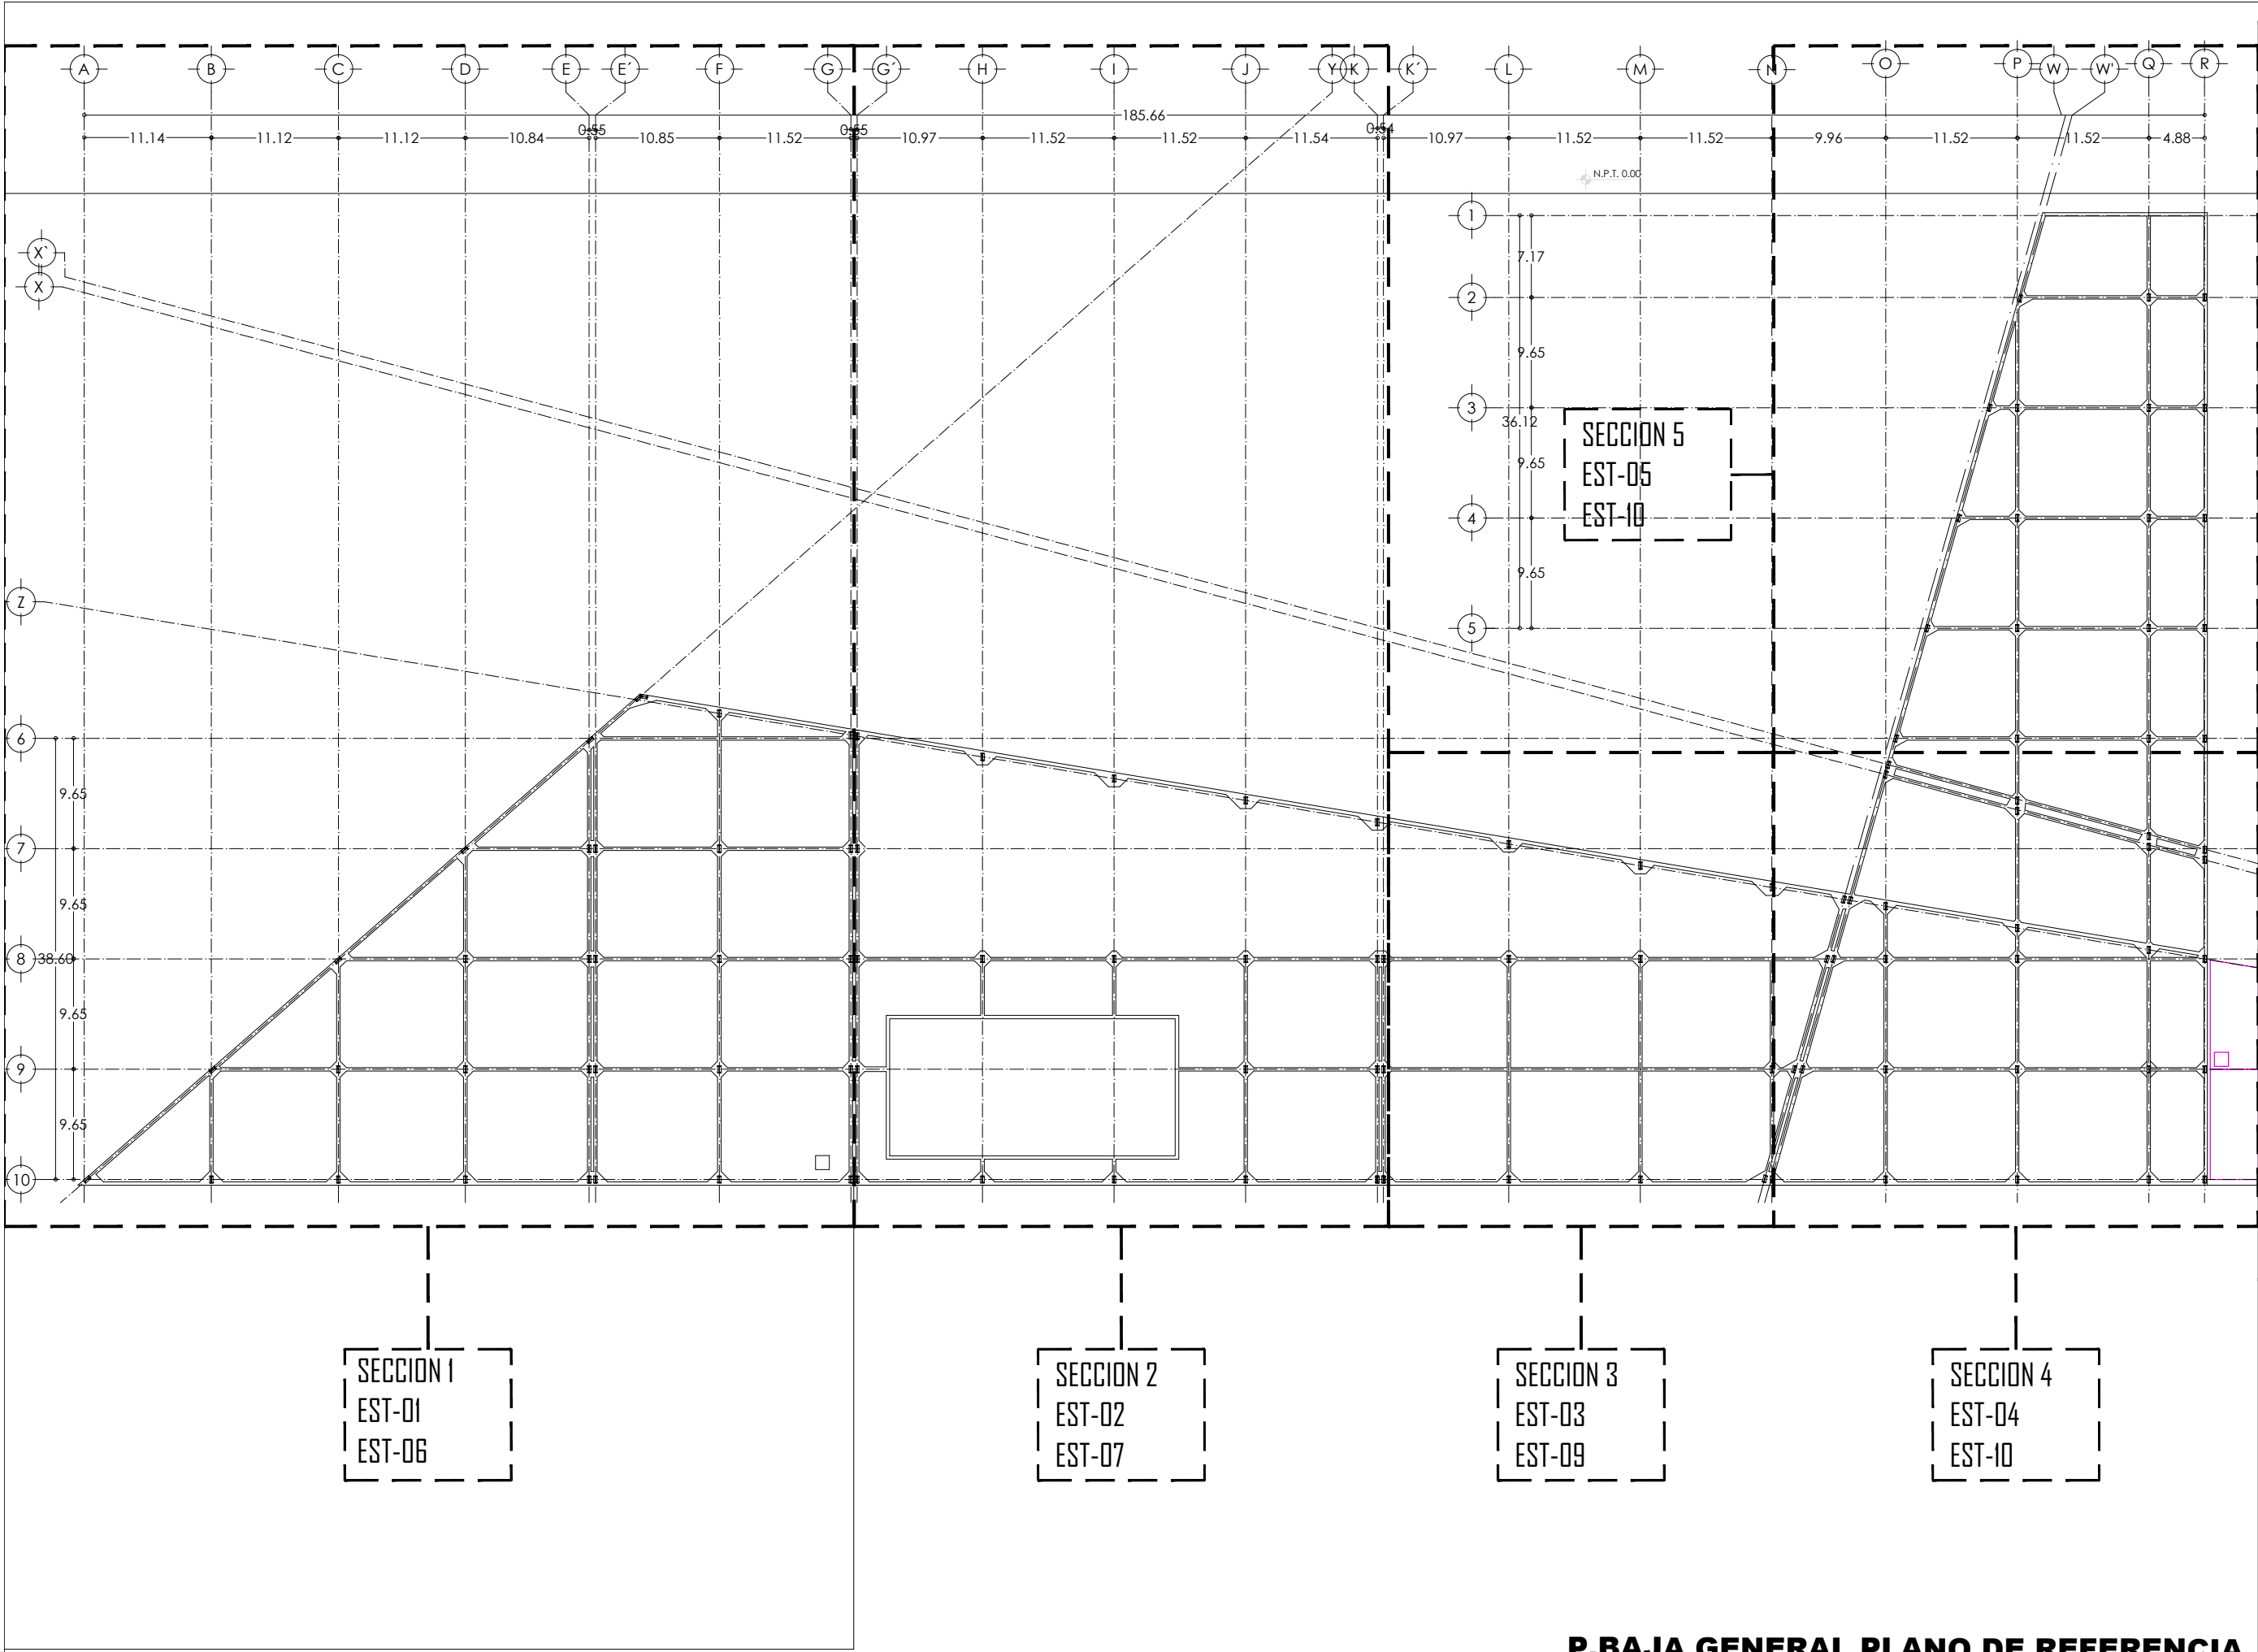 A B C D E E´ F G G´ H I J Y K K´ L M N O P W W' Q R
185.66
11.14 11.12 11.12 10.84 0.55 10.85 11.52 0.55 10.97 11.52 11.52 11.54 0.54 10.97 11.52 11.52 9.96 11.52 11.52 4.88
N.P.T. 0.00
1
X`
7.17
X
2
9.65
3
36.12
SECCION 5
EST-05
EST-10
9.65
4
9.65
Z
5
6
9.65
7
9.65
8 38.60
9.65
9
9.65
10
SECCION 1
EST-01
EST-06
SECCION 2
EST-02
EST-07
SECCION 3
EST-03
EST-09
SECCION 4
EST-04
EST-10
P.BAJA GENERAL PLANO DE REFERENCIA